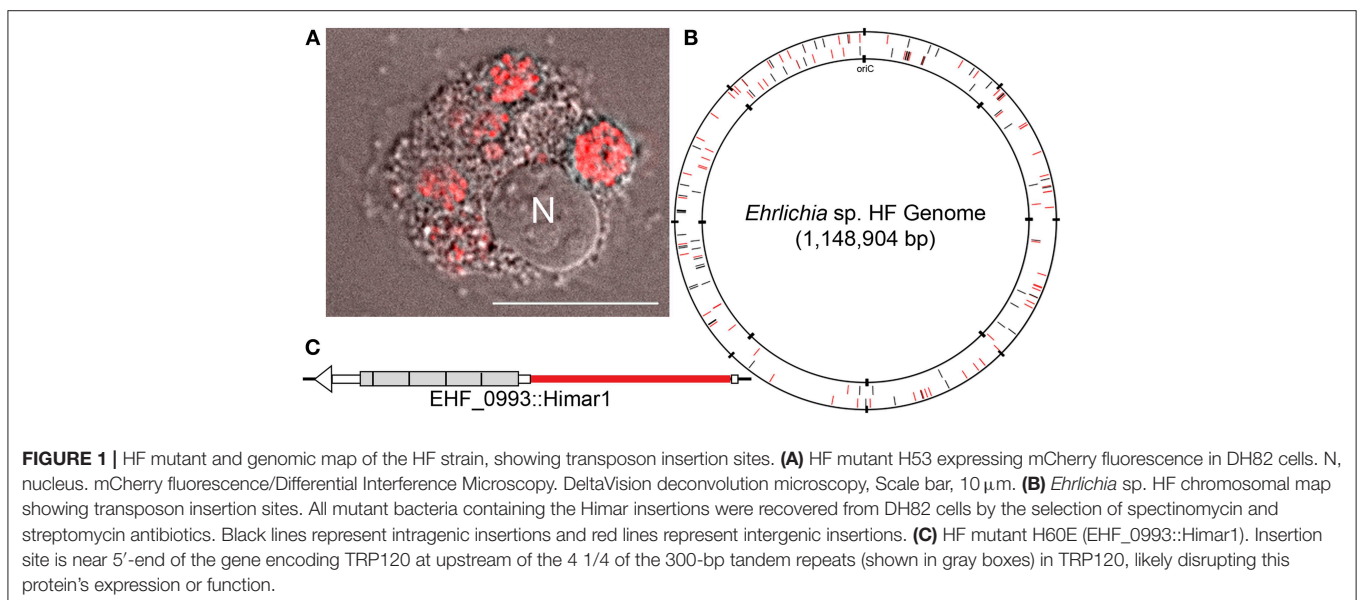 A
B
oriC
N
Ehrlichia sp. HF Genome
(1,148,904 bp)
C
EHF_0993::Himar1
FIGURE 1 | HF mutant and genomic map of the HF strain, showing transposon insertion sites. (A) HF mutant H53 expressing mCherry fluorescence in DH82 cells. N,
nucleus. mCherry fluorescence/Differential Interference Microscopy. DeltaVision deconvolution microscopy, Scale bar, 10 μm. (B) Ehrlichia sp. HF chromosomal map
showing transposon insertion sites. All mutant bacteria containing the Himar insertions were recovered from DH82 cells by the selection of spectinomycin and
streptomycin antibiotics. Black lines represent intragenic insertions and red lines represent intergenic insertions. (C) HF mutant H60E (EHF_0993::Himar1). Insertion
site is near 5′-end of the gene encoding TRP120 at upstream of the 4 1/4 of the 300-bp tandem repeats (shown in gray boxes) in TRP120, likely disrupting this
protein's expression or function.